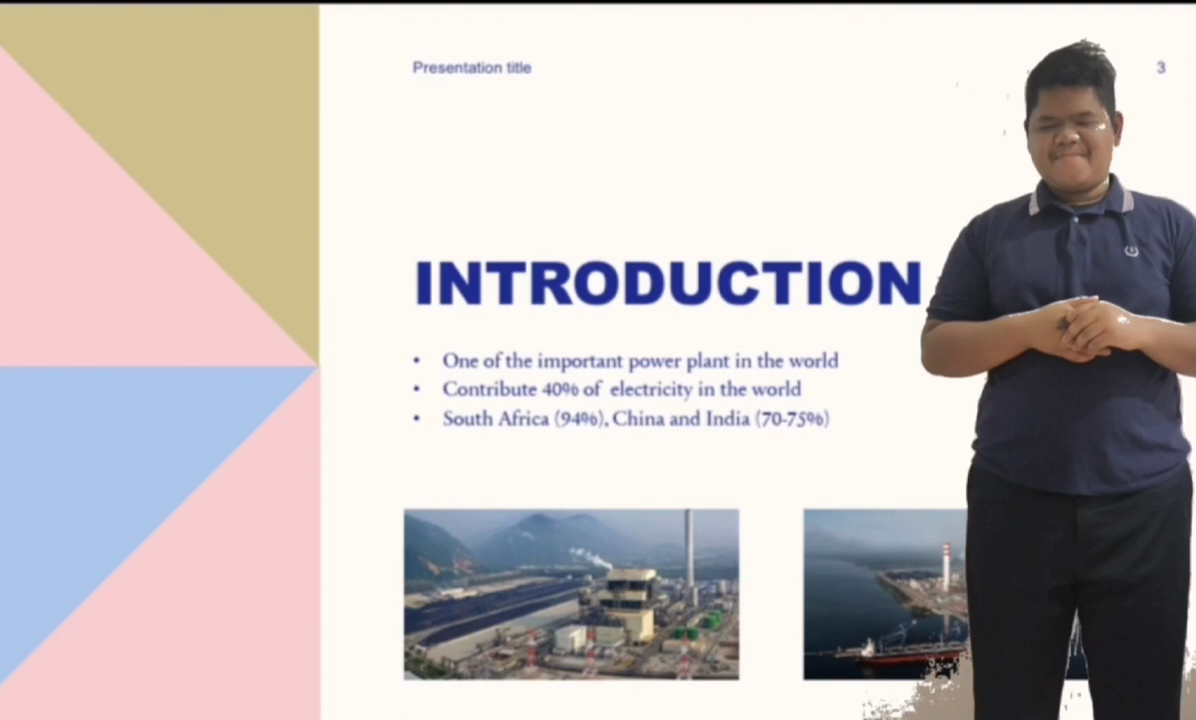 Presentation title
3
INTRODUCTION
• One of the important power plant in the world
• Contribute 40% of electricity in the world
• South Africa (94%), China and India (70-75%)